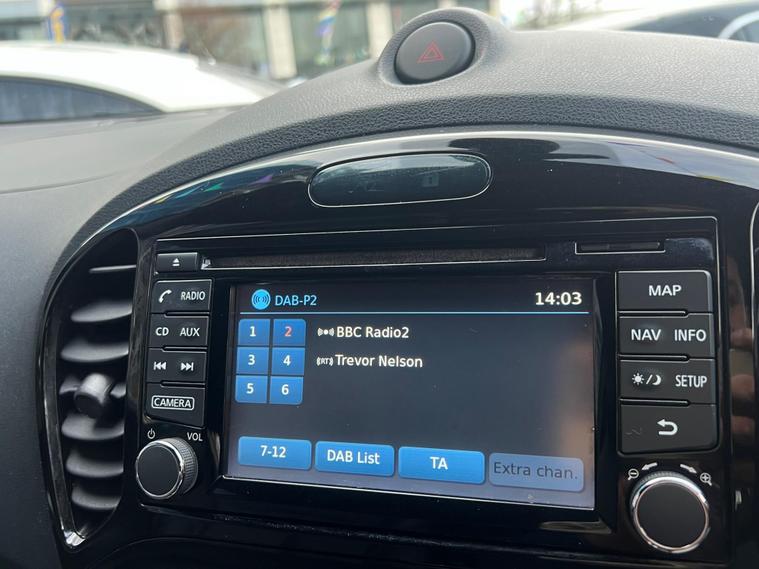 DAB-P2 14:03
1 2 BBC Radio2
3 4 (RT) Trevor Nelson
5 6
7-12 DAB List TA Extra chan.
RADIO
CD AUX
CAMERA
VOL
MAP
NAV INFO
SETUP